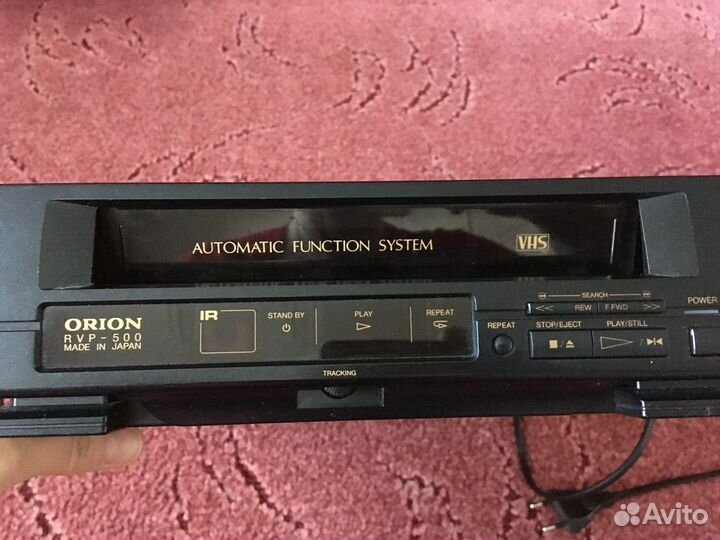 AUTOMATIC FUNCTION SYSTEM
VHS
SEARCH
REW F.FWD
POWER
ORION
RVP-500
MADE IN JAPAN
IR
STAND BY
PLAY
REPEAT
REPEAT
STOP/EJECT
PLAY/STILL
TRACKING
Avito